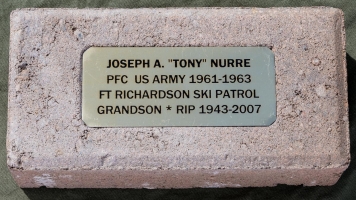 JOSEPH A. "TONY" NURRE
PFC US ARMY 1961-1963
FT RICHARDSON SKI PATROL
GRANDSON * RIP 1943-2007